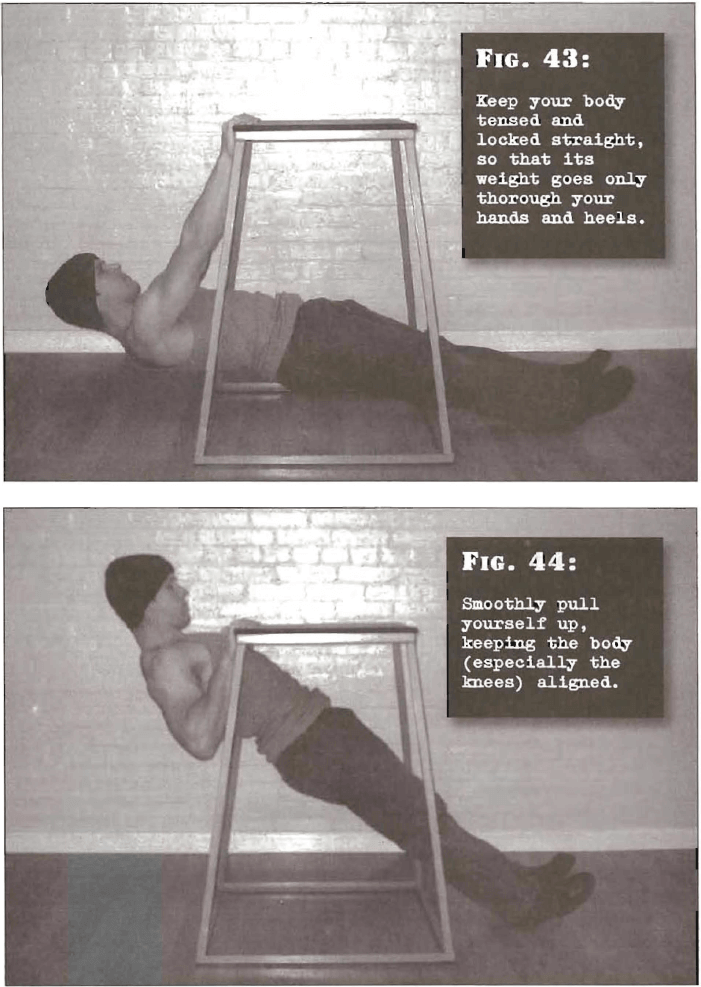 FIG. 43:
Keep your body
tensed and
locked straight,
so that its
weight goes only
thorough your
hands and heels.
FIG. 44:
Smoothly pull
yourself up,
keeping the body
(especially the
knees) aligned.